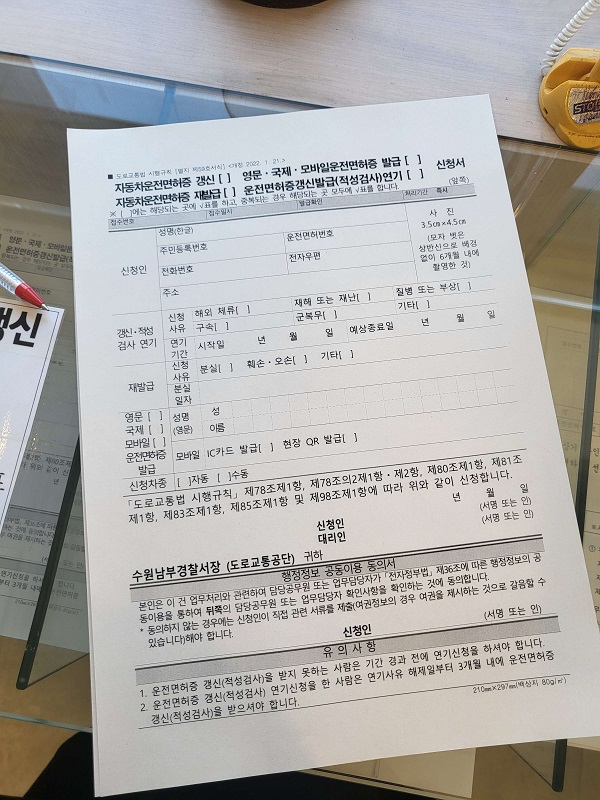 ■ 도로교통법 시행규칙 [별지 제59호서식] <개정 2022. 1. 21.>
자동차운전면허증 갱신 [ ] 영문·국제·모바일운전면허증 발급 [ ] 신청서
자동차운전면허증 재발급 [ ] 운전면허증갱신발급(적성검사)연기 [ ]
(앞쪽)
※ [ ]에는 해당되는 곳에 √표를 하고, 중복되는 경우 해당되는 곳 모두에 √표를 합니다.
접수번호 접수일시 발급확인 처리기간 즉시
신청인
성명(한글)
주민등록번호 운전면허번호
전화번호 전자우편
주소
사 진
3.5㎝×4.5㎝
(모자 벗은
상반신으로 배경
없이 6개월 내에
촬영한 것)
갱신·적성
검사 연기
신청
사유
해외 체류[ ] 재해 또는 재난[ ] 질병 또는 부상[ ]
구속[ ] 군복무[ ] 기타[ ]
연기
기간
시작일 년 월 일 예상종료일 년 월 일
재발급
신청
사유
분실[ ] 훼손·오손[ ] 기타[ ]
분실
일자
영문 [ ]
국제 [ ]
모바일 [ ]
운전면허증
발급
성명
(영문)
성
이름
모바일 IC카드 발급[ ] 현장 QR 발급[ ]
신청차종 [ ]자동 [ ]수동
「도로교통법 시행규칙」 제78조제1항, 제78조의2제1항·제2항, 제80조제1항, 제81조
제1항, 제83조제1항, 제85조제1항 및 제98조제1항에 따라 위와 같이 신청합니다.
년 월 일
신청인 (서명 또는 인)
대리인 (서명 또는 인)
수원남부경찰서장 (도로교통공단) 귀하
행정정보 공동이용 동의서
본인은 이 건 업무처리와 관련하여 담당공무원 또는 업무담당자가 「전자정부법」 제36조에 따른 행정정보의 공
동이용을 통하여 뒤쪽의 담당공무원 또는 업무담당자 확인사항을 확인하는 것에 동의합니다.
* 동의하지 않는 경우에는 신청인이 직접 관련 서류를 제출(여권정보의 경우 여권을 제시하는 것으로 갈음할 수
있습니다)해야 합니다.
신청인 (서명 또는 인)
유 의 사 항
1. 운전면허증 갱신(적성검사)을 받지 못하는 사람은 기간 경과 전에 연기신청을 하셔야 합니다.
2. 운전면허증 갱신(적성검사) 연기신청을 한 사람은 연기사유 해제일부터 3개월 내에 운전면허증
갱신(적성검사)을 받으셔야 합니다.
210㎜×297㎜(백상지 80g/㎡)
갱신